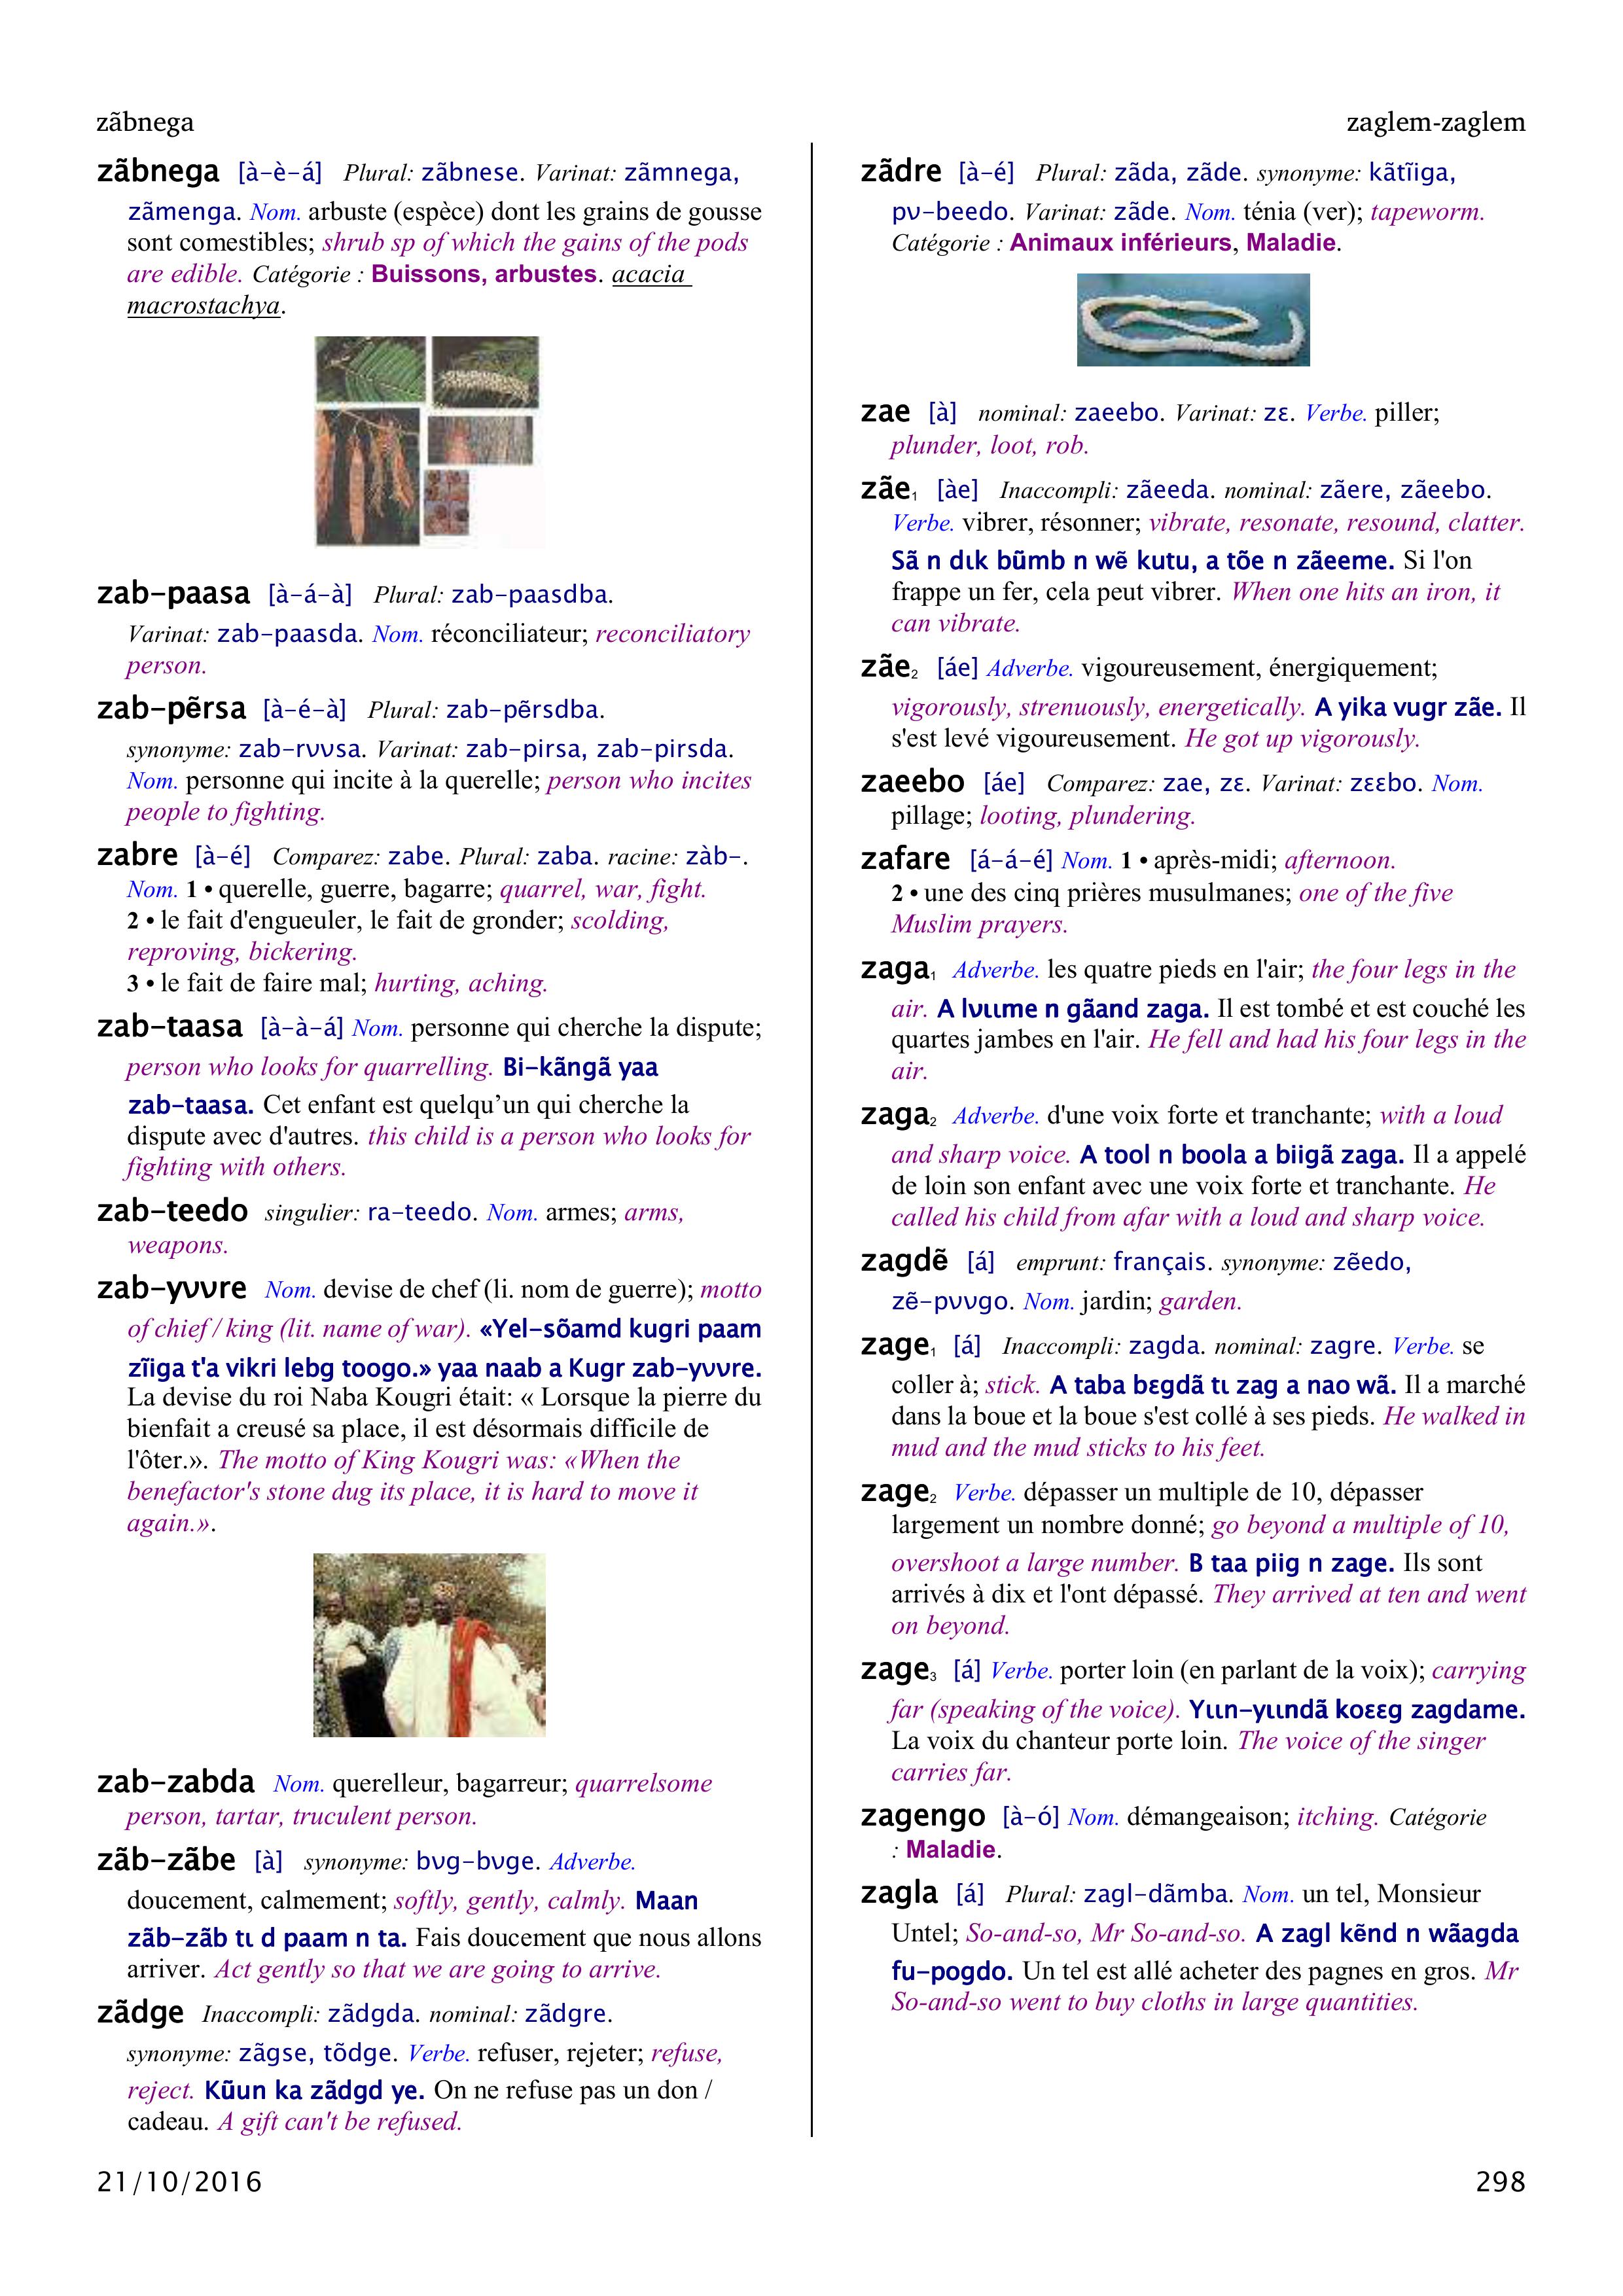 zãbnega
zaglem-zaglem
zãbnega [à-è-á] Plural: zãbnese. Varinat: zãmnega,
zãmenga. Nom. arbuste (espèce) dont les grains de gousse
sont comestibles; shrub sp of which the gains of the pods
are edible. Catégorie : Buissons, arbustes. acacia
macrostachya.
zab-paasa [à-á-à] Plural: zab-paasdba.
Varinat: zab-paasda. Nom. réconciliateur; reconciliatory
person.
zab-pẽrsa [à-é-à] Plural: zab-pẽrsdba.
synonyme: zab-rʋʋsa. Varinat: zab-pirsa, zab-pirsda.
Nom. personne qui incite à la querelle; person who incites
people to fighting.
zabre [à-é] Comparez: zabe. Plural: zaba. racine: zàb-.
Nom. 1 • querelle, guerre, bagarre; quarrel, war, fight.
2 • le fait d'engueuler, le fait de gronder; scolding,
reproving, bickering.
3 • le fait de faire mal; hurting, aching.
zab-taasa [à-à-á] Nom. personne qui cherche la dispute;
person who looks for quarrelling. Bi-kãngã yaa
zab-taasa. Cet enfant est quelqu’un qui cherche la
dispute avec d'autres. this child is a person who looks for
fighting with others.
zab-teedo singulier: ra-teedo. Nom. armes; arms,
weapons.
zab-yʋʋre Nom. devise de chef (li. nom de guerre); motto
of chief / king (lit. name of war). «Yel-sõamd kugri paam
zĩiga t'a vikri lebg toogo.» yaa naab a Kugr zab-yʋʋre.
La devise du roi Naba Kougri était: « Lorsque la pierre du
bienfait a creusé sa place, il est désormais difficile de
l'ôter.». The motto of King Kougri was: «When the
benefactor's stone dug its place, it is hard to move it
again.».
zab-zabda Nom. querelleur, bagarreur; quarrelsome
person, tartar, truculent person.
zãb-zãbe [à] synonyme: bʋg-bʋge. Adverbe.
doucement, calmement; softly, gently, calmly. Maan
zãb-zãb tɩ d paam n ta. Fais doucement que nous allons
arriver. Act gently so that we are going to arrive.
zãdge Inaccompli: zãdgda. nominal: zãdgre.
synonyme: zãgse, tõdge. Verbe. refuser, rejeter; refuse,
reject. Kũun ka zãdgd ye. On ne refuse pas un don /
cadeau. A gift can't be refused.
zãdre [à-é] Plural: zãda, zãde. synonyme: kãtĩiga,
pʋ-beedo. Varinat: zãde. Nom. ténia (ver); tapeworm.
Catégorie : Animaux inférieurs, Maladie.
zae [à] nominal: zaeebo. Varinat: zɛ. Verbe. piller;
plunder, loot, rob.
zãe1 [àe] Inaccompli: zãeeda. nominal: zãere, zãeebo.
Verbe. vibrer, résonner; vibrate, resonate, resound, clatter.
Sã n dɩk bũmb n wẽ kutu, a tõe n zãeeme. Si l'on
frappe un fer, cela peut vibrer. When one hits an iron, it
can vibrate.
zãe2 [áe] Adverbe. vigoureusement, énergiquement;
vigorously, strenuously, energetically. A yika vugr zãe. Il
s'est levé vigoureusement. He got up vigorously.
zaeebo [áe] Comparez: zae, zɛ. Varinat: zɛɛbo. Nom.
pillage; looting, plundering.
zafare [á-á-é] Nom. 1 • après-midi; afternoon.
2 • une des cinq prières musulmanes; one of the five
Muslim prayers.
zaga1 Adverbe. les quatre pieds en l'air; the four legs in the
air. A lʋɩɩme n gãand zaga. Il est tombé et est couché les
quartes jambes en l'air. He fell and had his four legs in the
air.
zaga2 Adverbe. d'une voix forte et tranchante; with a loud
and sharp voice. A tool n boola a biigã zaga. Il a appelé
de loin son enfant avec une voix forte et tranchante. He
called his child from afar with a loud and sharp voice.
zagdẽ [á] emprunt: français. synonyme: zẽedo,
zẽ-pʋʋgo. Nom. jardin; garden.
zage1 [á] Inaccompli: zagda. nominal: zagre. Verbe. se
coller à; stick. A taba bɛgdã tɩ zag a nao wã. Il a marché
dans la boue et la boue s'est collé à ses pieds. He walked in
mud and the mud sticks to his feet.
zage2 Verbe. dépasser un multiple de 10, dépasser
largement un nombre donné; go beyond a multiple of 10,
overshoot a large number. B taa piig n zage. Ils sont
arrivés à dix et l'ont dépassé. They arrived at ten and went
on beyond.
zage3 [á] Verbe. porter loin (en parlant de la voix); carrying
far (speaking of the voice). Yɩɩn-yɩɩndã koɛɛg zagdame.
La voix du chanteur porte loin. The voice of the singer
carries far.
zagengo [à-ó] Nom. démangeaison; itching. Catégorie
: Maladie.
zagla [á] Plural: zagl-dãmba. Nom. un tel, Monsieur
Untel; So-and-so, Mr So-and-so. A zagl kẽnd n wãagda
fu-pogdo. Un tel est allé acheter des pagnes en gros. Mr
So-and-so went to buy cloths in large quantities.
21/10/2016
298